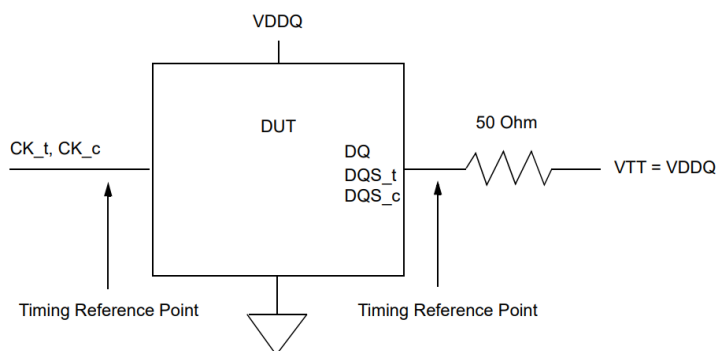 VDDQ
DUT
50 Ohm
CK_t, CK_c
DQ
DQS_t
DQS_c
VTT = VDDQ
Timing Reference Point
Timing Reference Point